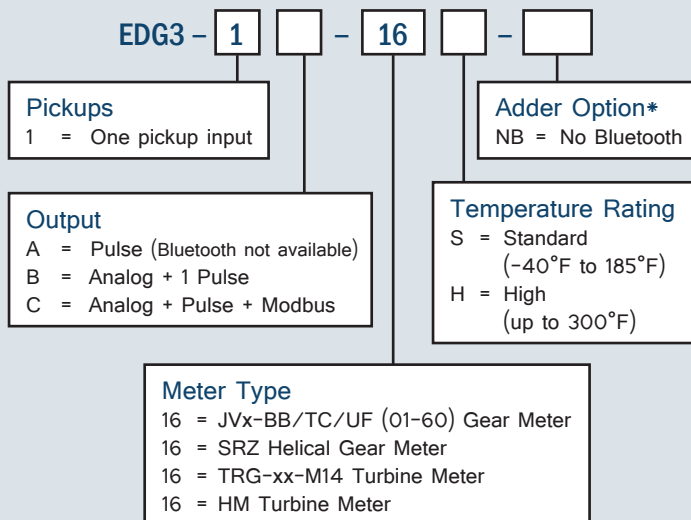 EDG3 – 1 – 16 –
Pickups
1 = One pickup input
Adder Option*
NB = No Bluetooth
Output
A = Pulse (Bluetooth not available)
B = Analog + 1 Pulse
C = Analog + Pulse + Modbus
Temperature Rating
S = Standard
(-40°F to 185°F)
H = High
(up to 300°F)
Meter Type
16 = JVx-BB/TC/UF (01-60) Gear Meter
16 = SRZ Helical Gear Meter
16 = TRG-xx-M14 Turbine Meter
16 = HM Turbine Meter